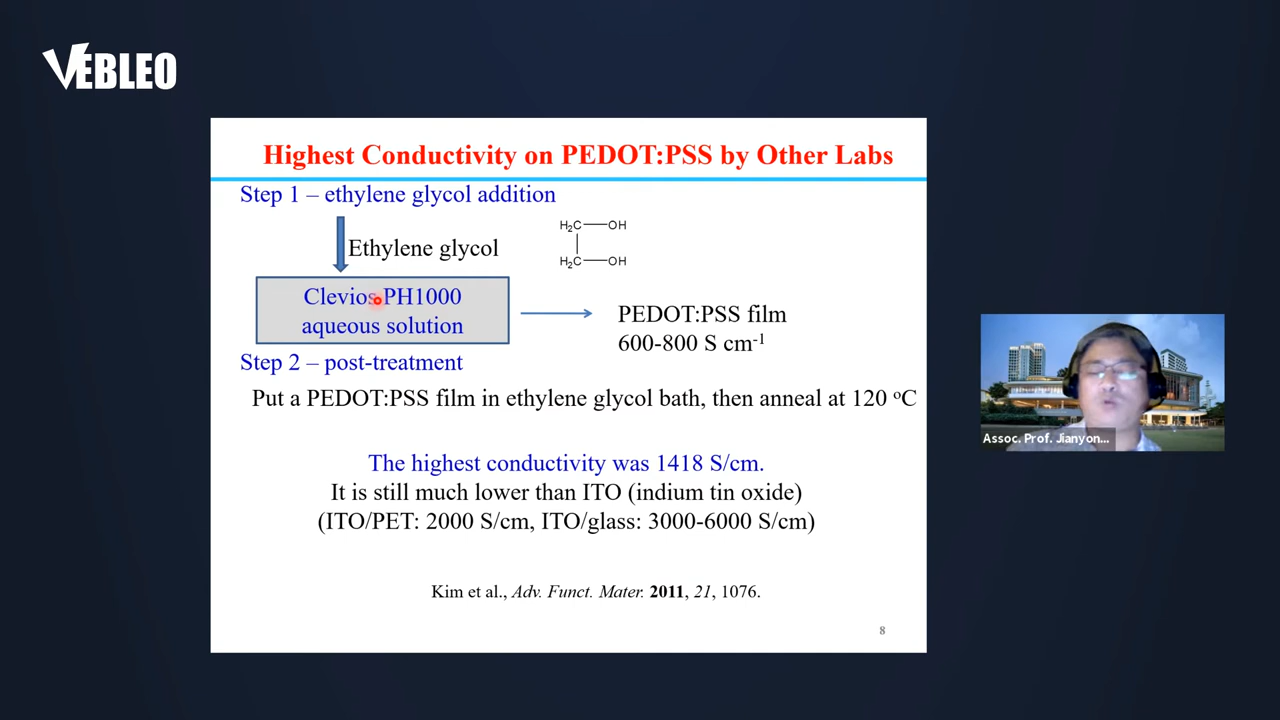 VEBLEO
Highest Conductivity on PEDOT:PSS by Other Labs
Step 1 – ethylene glycol addition
Ethylene glycol
H₂C—OH
H₂C—OH
Clevios PH1000
aqueous solution
PEDOT:PSS film
600-800 S cm⁻¹
Step 2 – post-treatment
Put a PEDOT:PSS film in ethylene glycol bath, then anneal at 120 ᵒC
The highest conductivity was 1418 S/cm.
It is still much lower than ITO (indium tin oxide)
(ITO/PET: 2000 S/cm, ITO/glass: 3000-6000 S/cm)
Kim et al., Adv. Funct. Mater. 2011, 21, 1076.
8
Assoc. Prof. Jianyon...